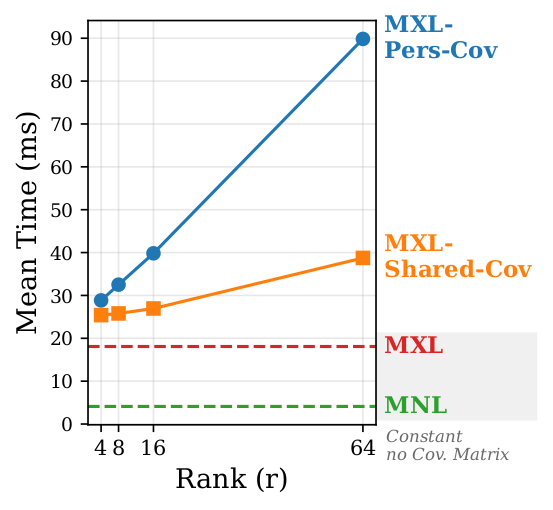 MXL-
Pers-Cov
90
80
70
60
50
40
30
20
10
0
Mean Time (ms)
MXL-
Shared-Cov
MXL
MNL
Constant
no Cov. Matrix
4 8 16 64
Rank (r)